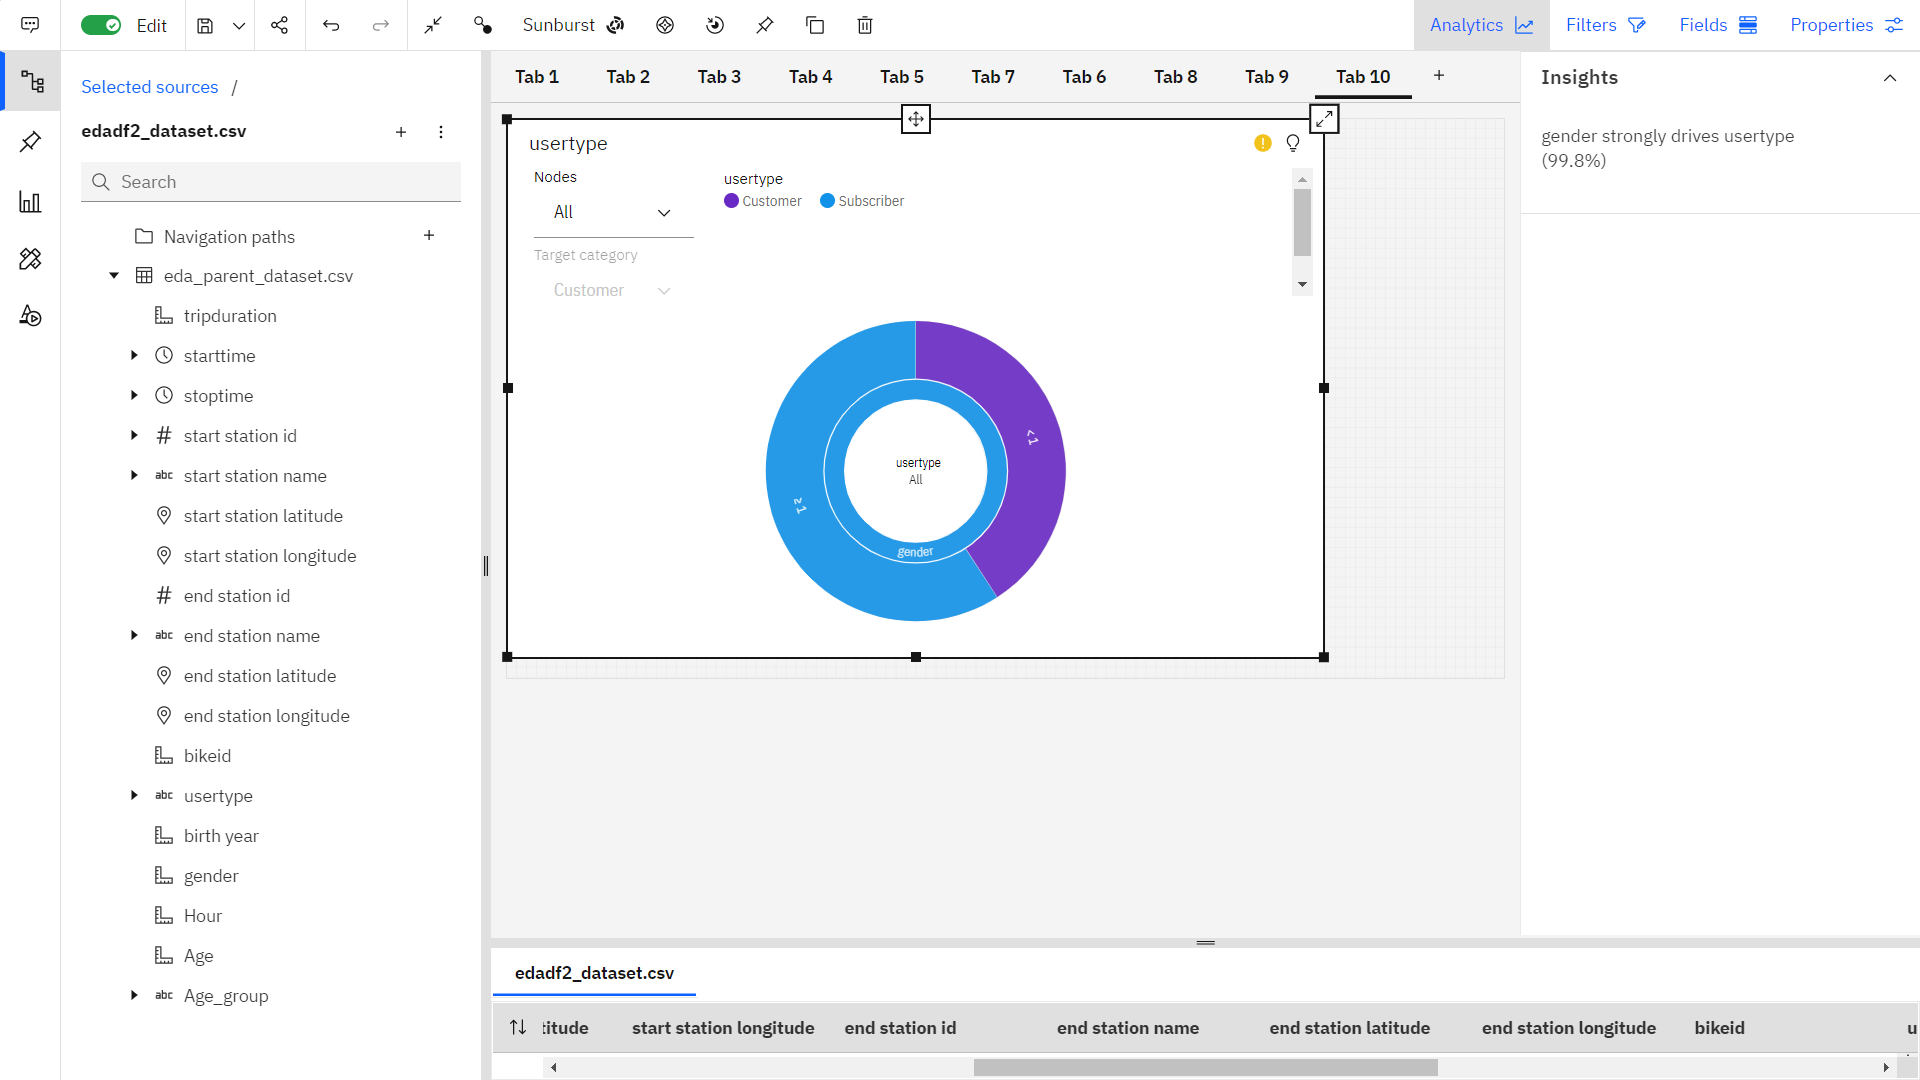 Edit
Sunburst
Analytics
Filters
Fields
Properties
Selected sources /
edadf2_dataset.csv
Search
Navigation paths
eda_parent_dataset.csv
tripduration
starttime
stoptime
# start station id
abc start station name
start station latitude
start station longitude
# end station id
abc end station name
end station latitude
end station longitude
bikeid
abc usertype
birth year
gender
Hour
Age
abc Age_group
Tab 1 Tab 2 Tab 3 Tab 4 Tab 5 Tab 7 Tab 6 Tab 8 Tab 9 Tab 10 +
usertype
Nodes
All
Target category
Customer
usertype
Customer Subscriber
<1
≥1
usertype
All
gender
Insights
gender strongly drives usertype
(99.8%)
edadf2_dataset.csv
titude start station longitude end station id end station name end station latitude end station longitude bikeid u